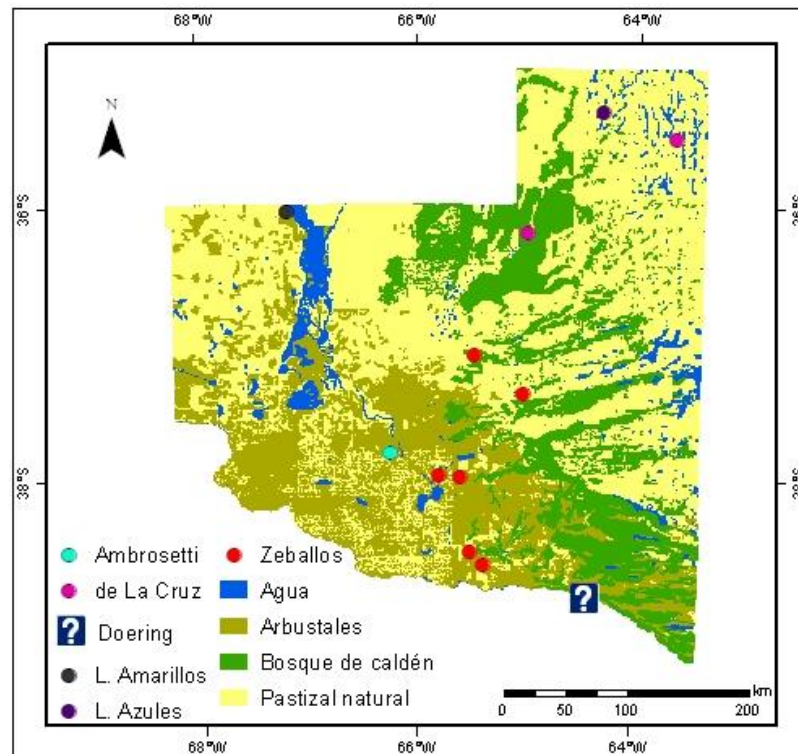 68°W 66°W 64°W
N
36°S
38°S 38°S
? Ambrosetti Zeballos
de La Cruz Agua
? Doering Arbustales
L. Amarillos Bosque de caldén
L. Azules Pastizal natural
km
0 50 100 200
68°W 66°W 64°W